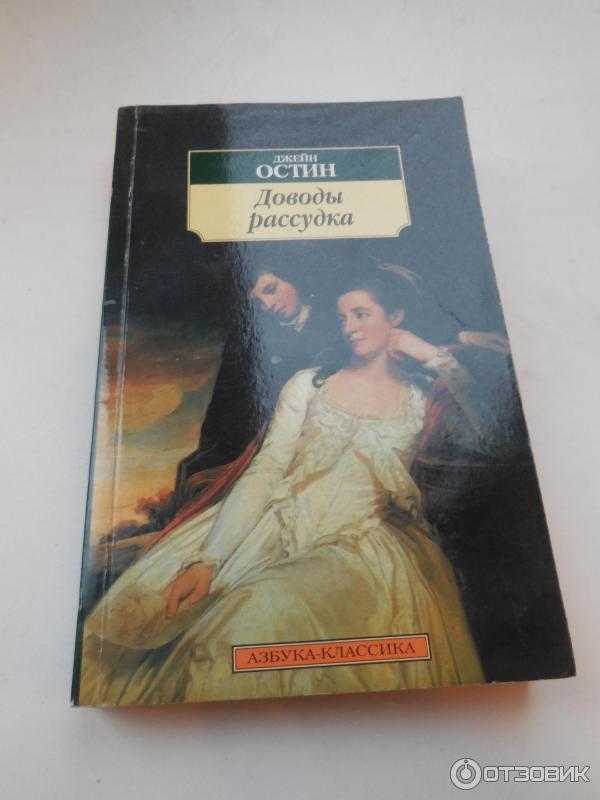 ДЖЕЙН
ОСТИН
Доводы
рассудка
АЗБУКА-КЛАССИКА
ОТЗОВИК